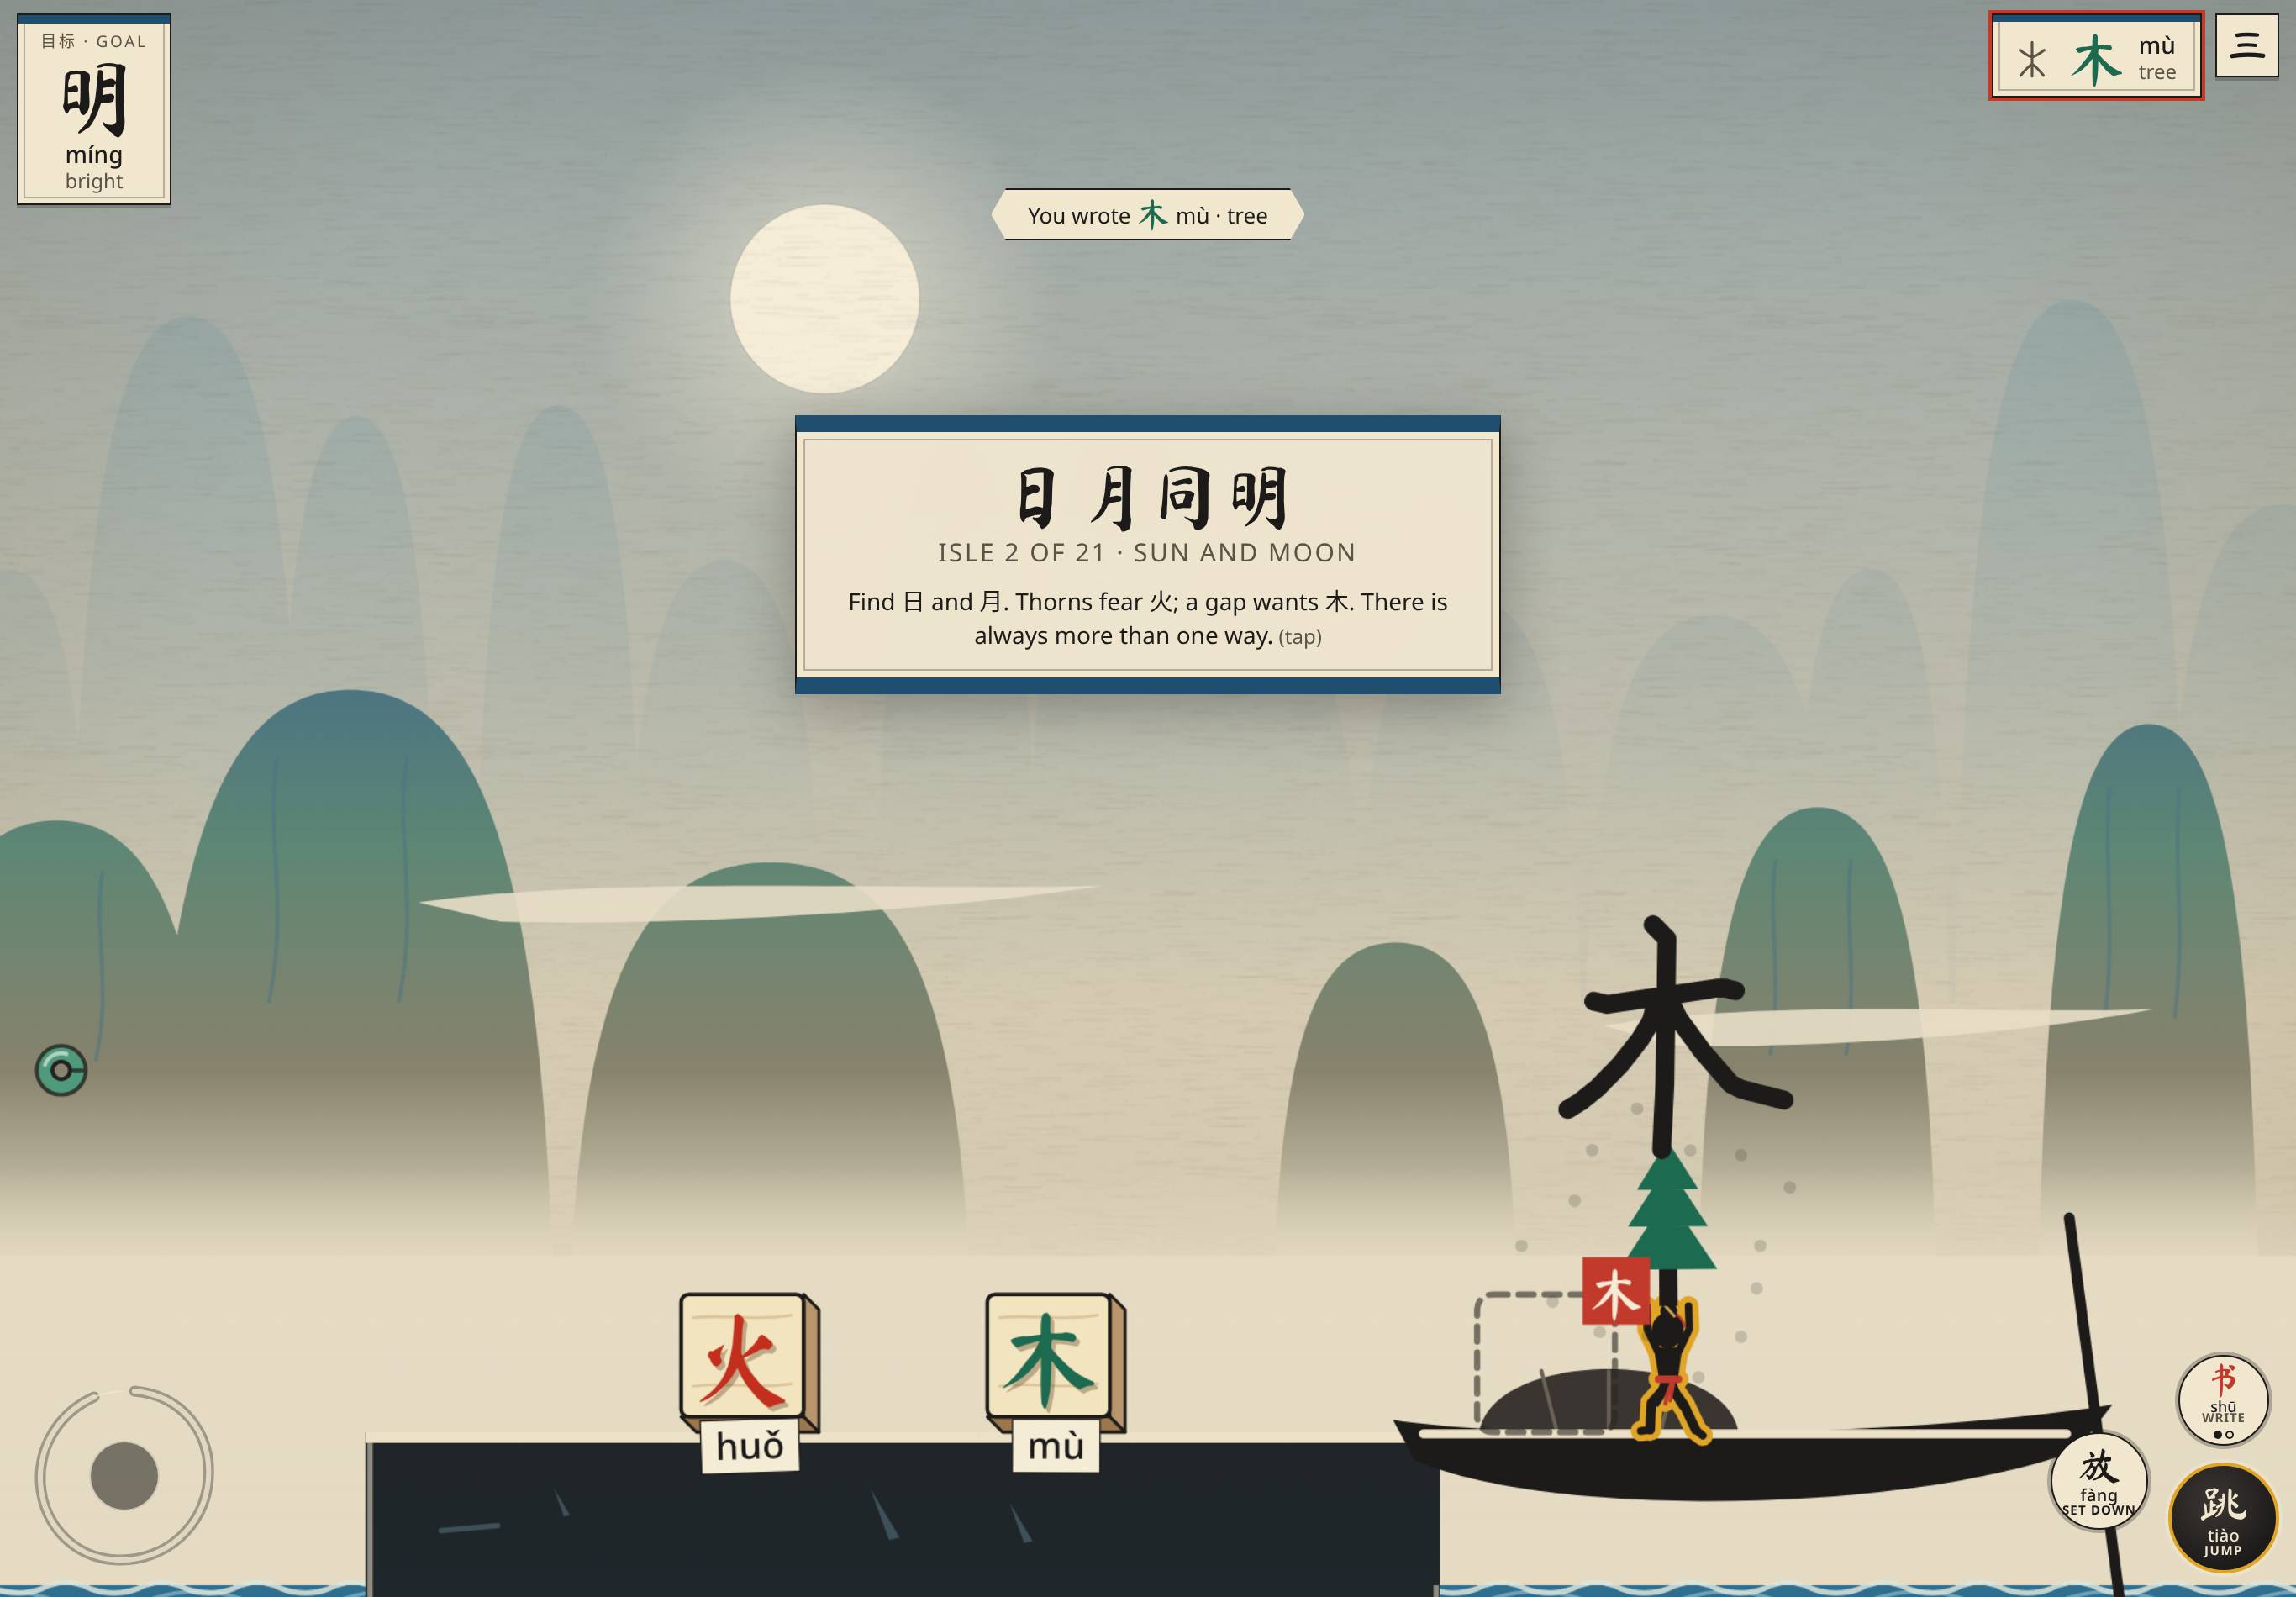 目标 · GOAL
明
míng
bright
木 mù
tree
三
You wrote 木 mù · tree
日月同明
ISLE 2 OF 21 · SUN AND MOON
Find 日 and 月. Thorns fear 火; a gap wants 木. There is
always more than one way. (tap)
木
木
火
huǒ
木
mù
书
shū
WRITE
放
fàng
SET DOWN
跳
tiào
JUMP